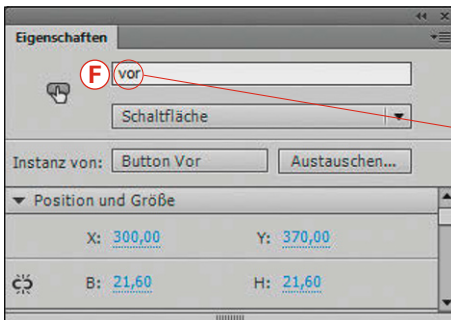 Eigenschaften
F vor
Schaltfläche
Instanz von: Button Vor Austauschen...
Position und Größe
X: 300,00 Y: 370,00
B: 21,60 H: 21,60